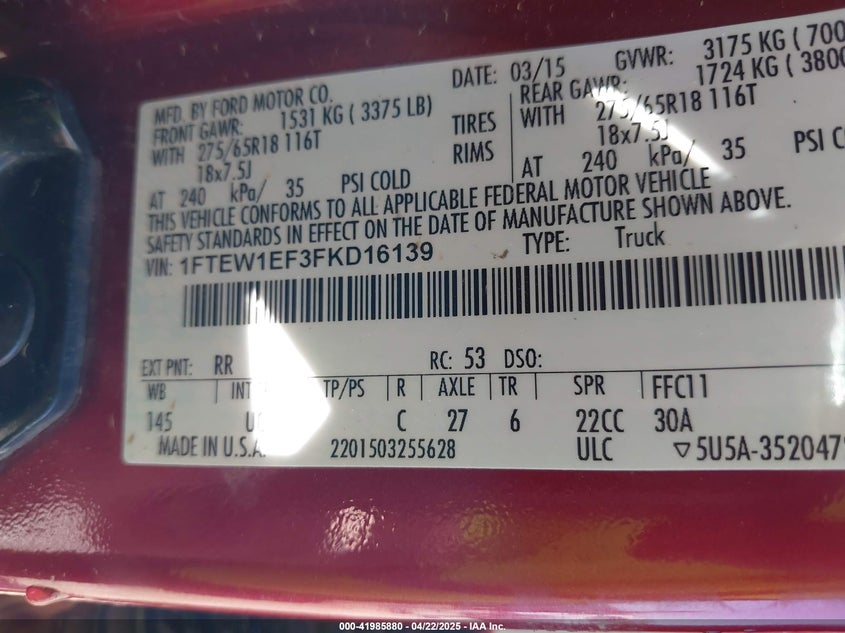 MFD. BY FORD MOTOR CO.
DATE: 03/15
GVWR: 3175 KG ( 700
FRONT GAWR: 1531 KG ( 3375 LB)
REAR GAWR: 1724 KG ( 3800
WITH 275/65R18 116T
TIRES
WITH 275/65R18 116T
18x7.5J
RIMS
18x7.5J
AT 240 kPa/ 35 PSI COLD
AT 240 kPa/ 35 PSI CO
THIS VEHICLE CONFORMS TO ALL APPLICABLE FEDERAL MOTOR VEHICLE
SAFETY STANDARDS IN EFFECT ON THE DATE OF MANUFACTURE SHOWN ABOVE.
VIN: 1FTEW1EF3FKD16139
TYPE: Truck
EXT PNT: RR RC: 53 DSO:
WB INT TP/PS R AXLE TR SPR FFC11
145 C 27 6 22CC 30A
MADE IN U.S.A. 2201503255628 ULC ▽5U5A-352047
000-41985880 - 04/22/2025 - IAA Inc.